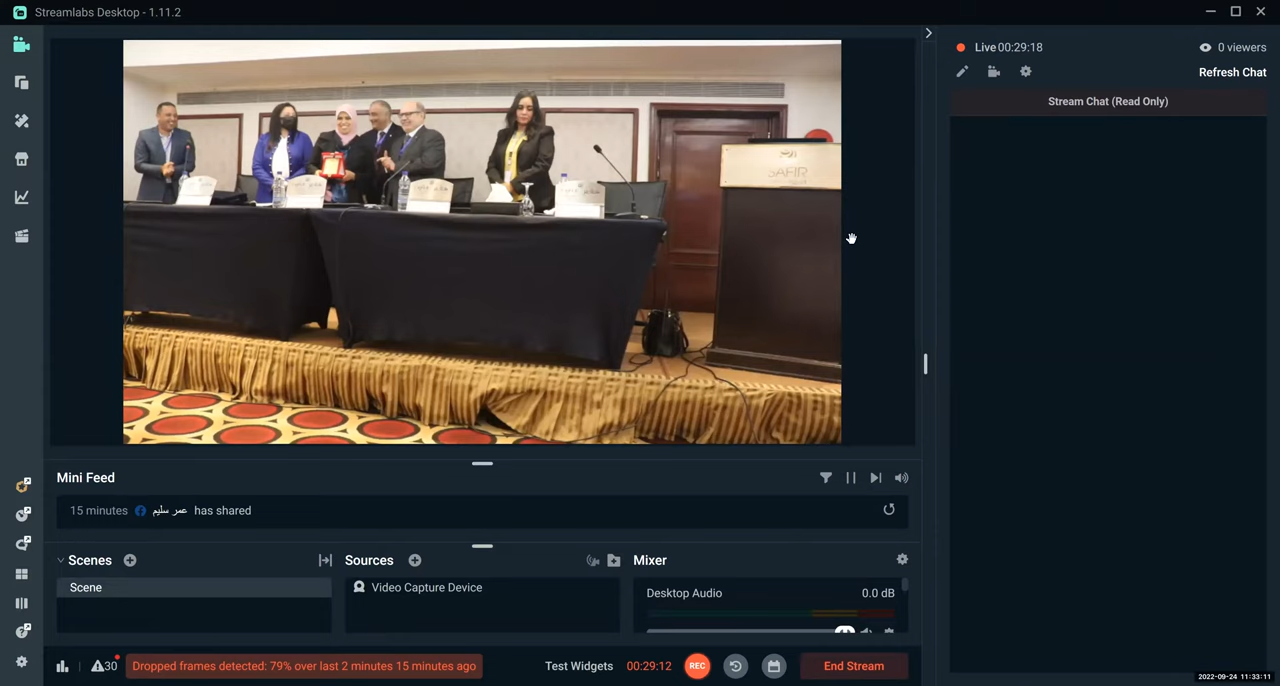 Streamlabs Desktop - 1.11.2
Live 00:29:18
0 viewers
Refresh Chat
Stream Chat (Read Only)
SAFIR
Mini Feed
15 minutes عمر سليم has shared
Scenes
Sources
Mixer
Scene
Video Capture Device
Desktop Audio
0.0 dB
30
Dropped frames detected: 79% over last 2 minutes 15 minutes ago
Test Widgets
00:29:12
REC
End Stream
2022-09-24 11:33:11